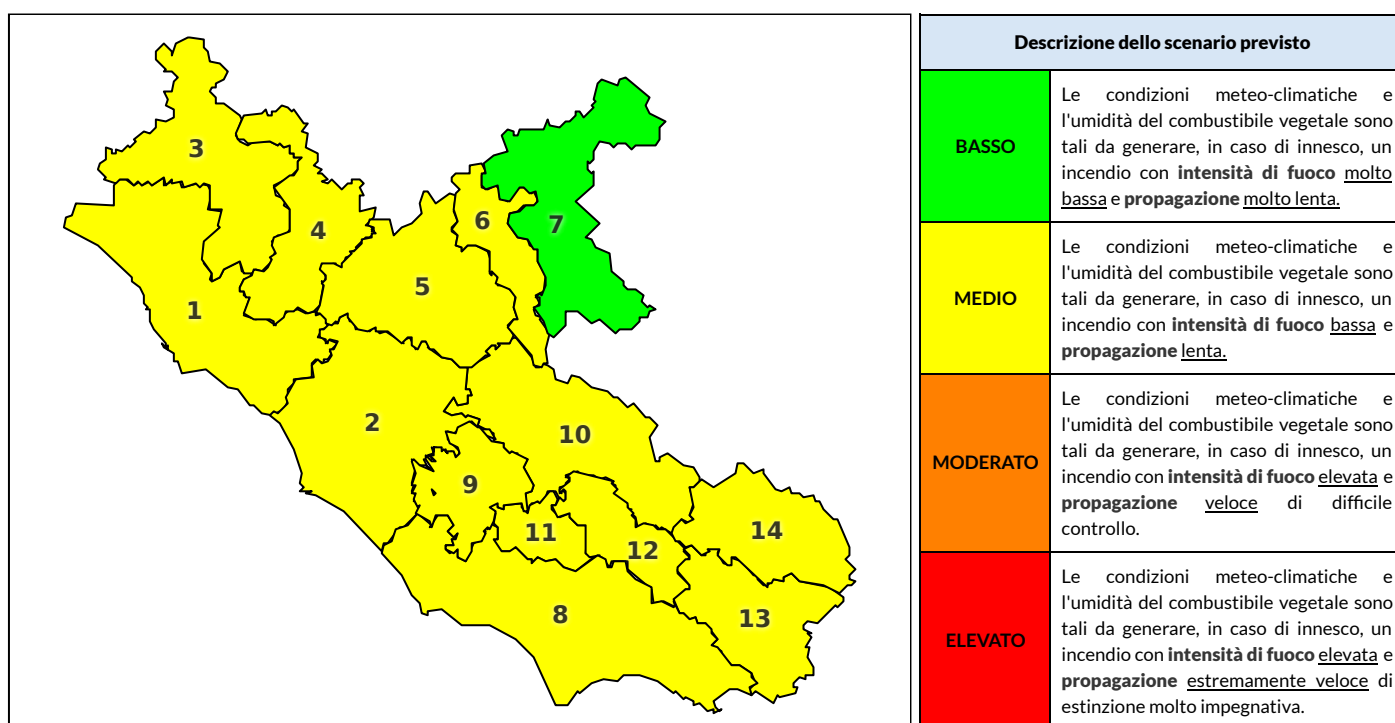 3
4
6
7
5
1
2
10
9
11
12
14
8
13
Descrizione dello scenario previsto
BASSO
Le condizioni meteo-climatiche e
l'umidità del combustibile vegetale sono
tali da generare, in caso di innesco, un
incendio con intensità di fuoco molto
bassa e propagazione molto lenta.
MEDIO
Le condizioni meteo-climatiche e
l'umidità del combustibile vegetale sono
tali da generare, in caso di innesco, un
incendio con intensità di fuoco bassa e
propagazione lenta.
MODERATO
Le condizioni meteo-climatiche e
l'umidità del combustibile vegetale sono
tali da generare, in caso di innesco, un
incendio con intensità di fuoco elevata e
propagazione veloce di difficile
controllo.
ELEVATO
Le condizioni meteo-climatiche e
l'umidità del combustibile vegetale sono
tali da generare, in caso di innesco, un
incendio con intensità di fuoco elevata e
propagazione estremamente veloce di
estinzione molto impegnativa.